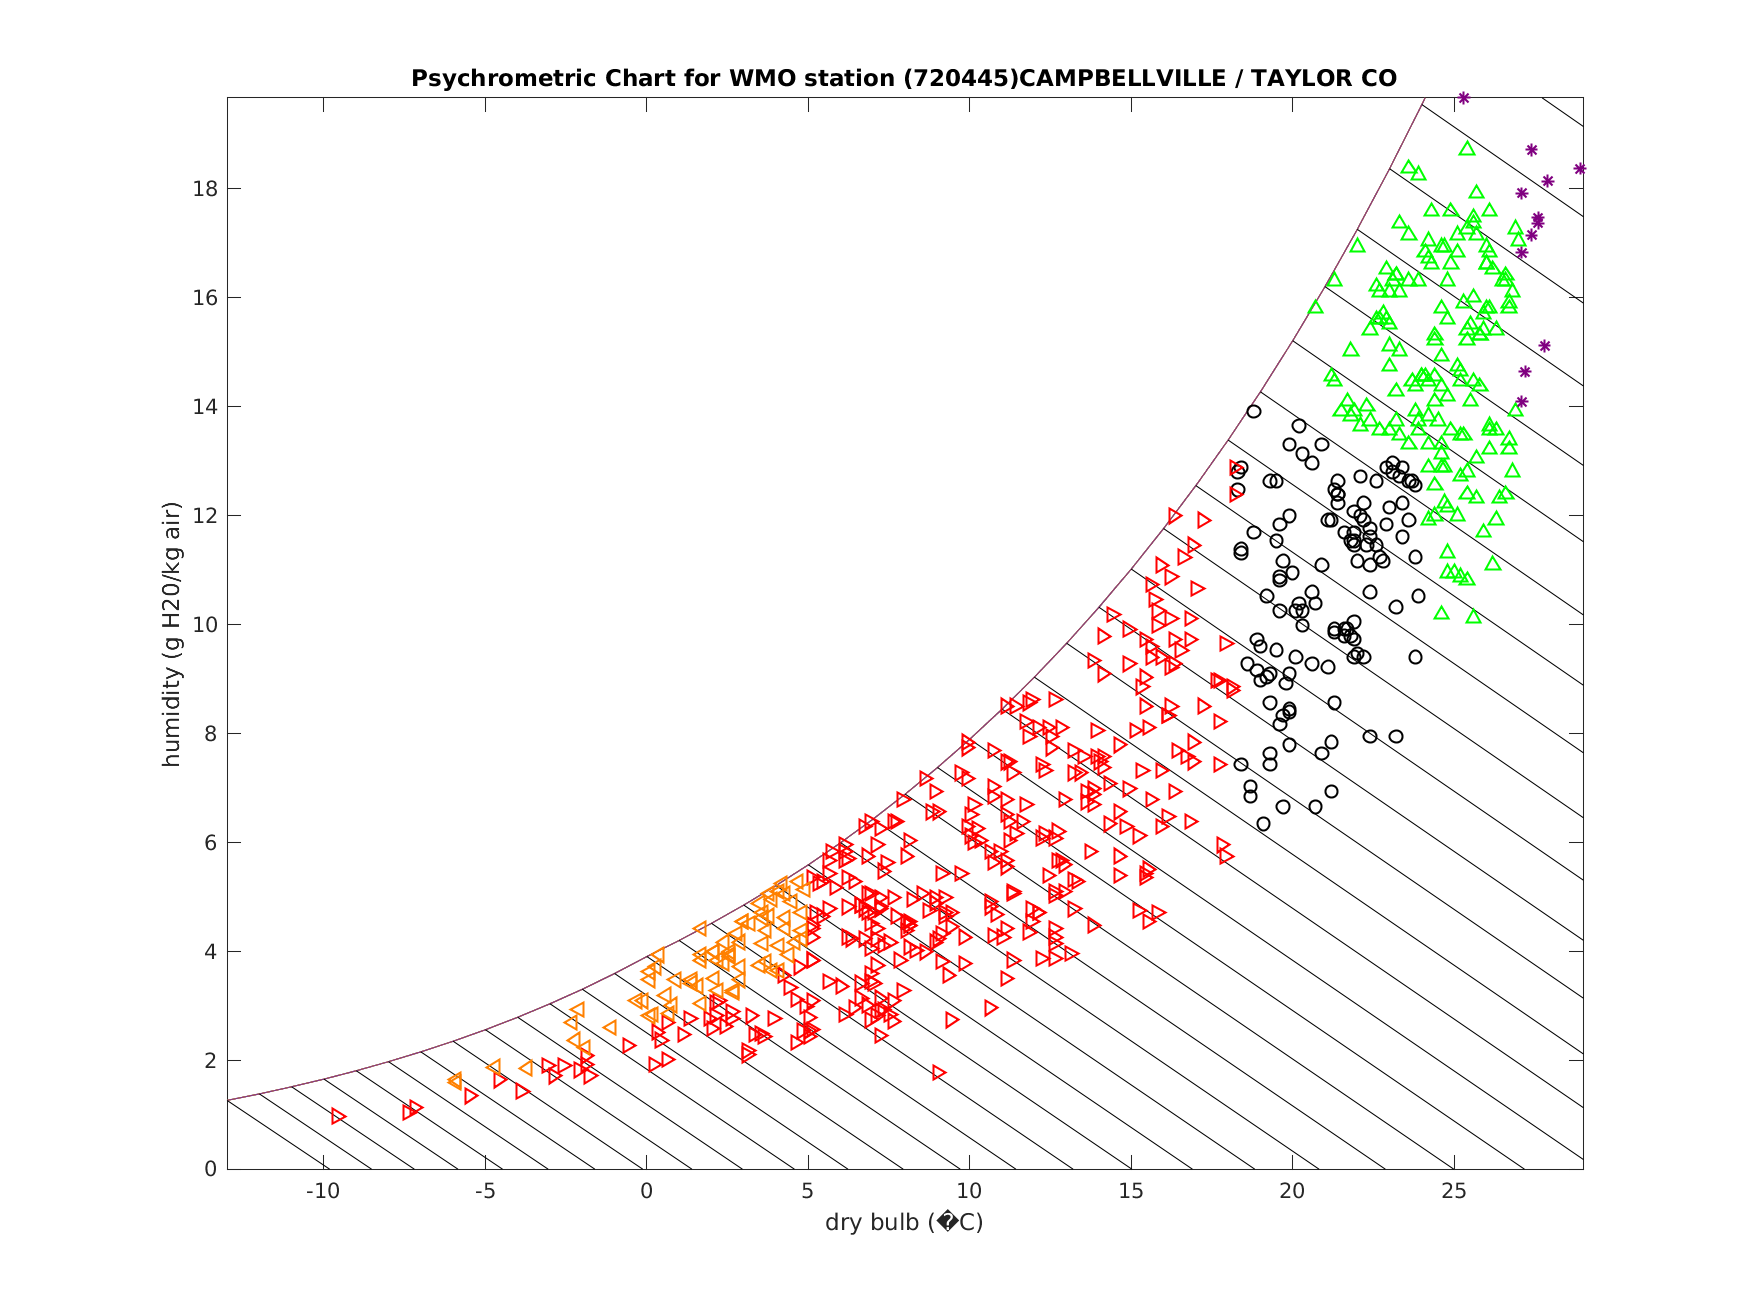 Psychrometric Chart for WMO station (720445)CAMPBELLVILLE / TAYLOR CO
humidity (g H20/kg air)
18
16
14
12
10
8
6
4
2
0
-10 -5 0 5 10 15 20 25
dry bulb (�C)